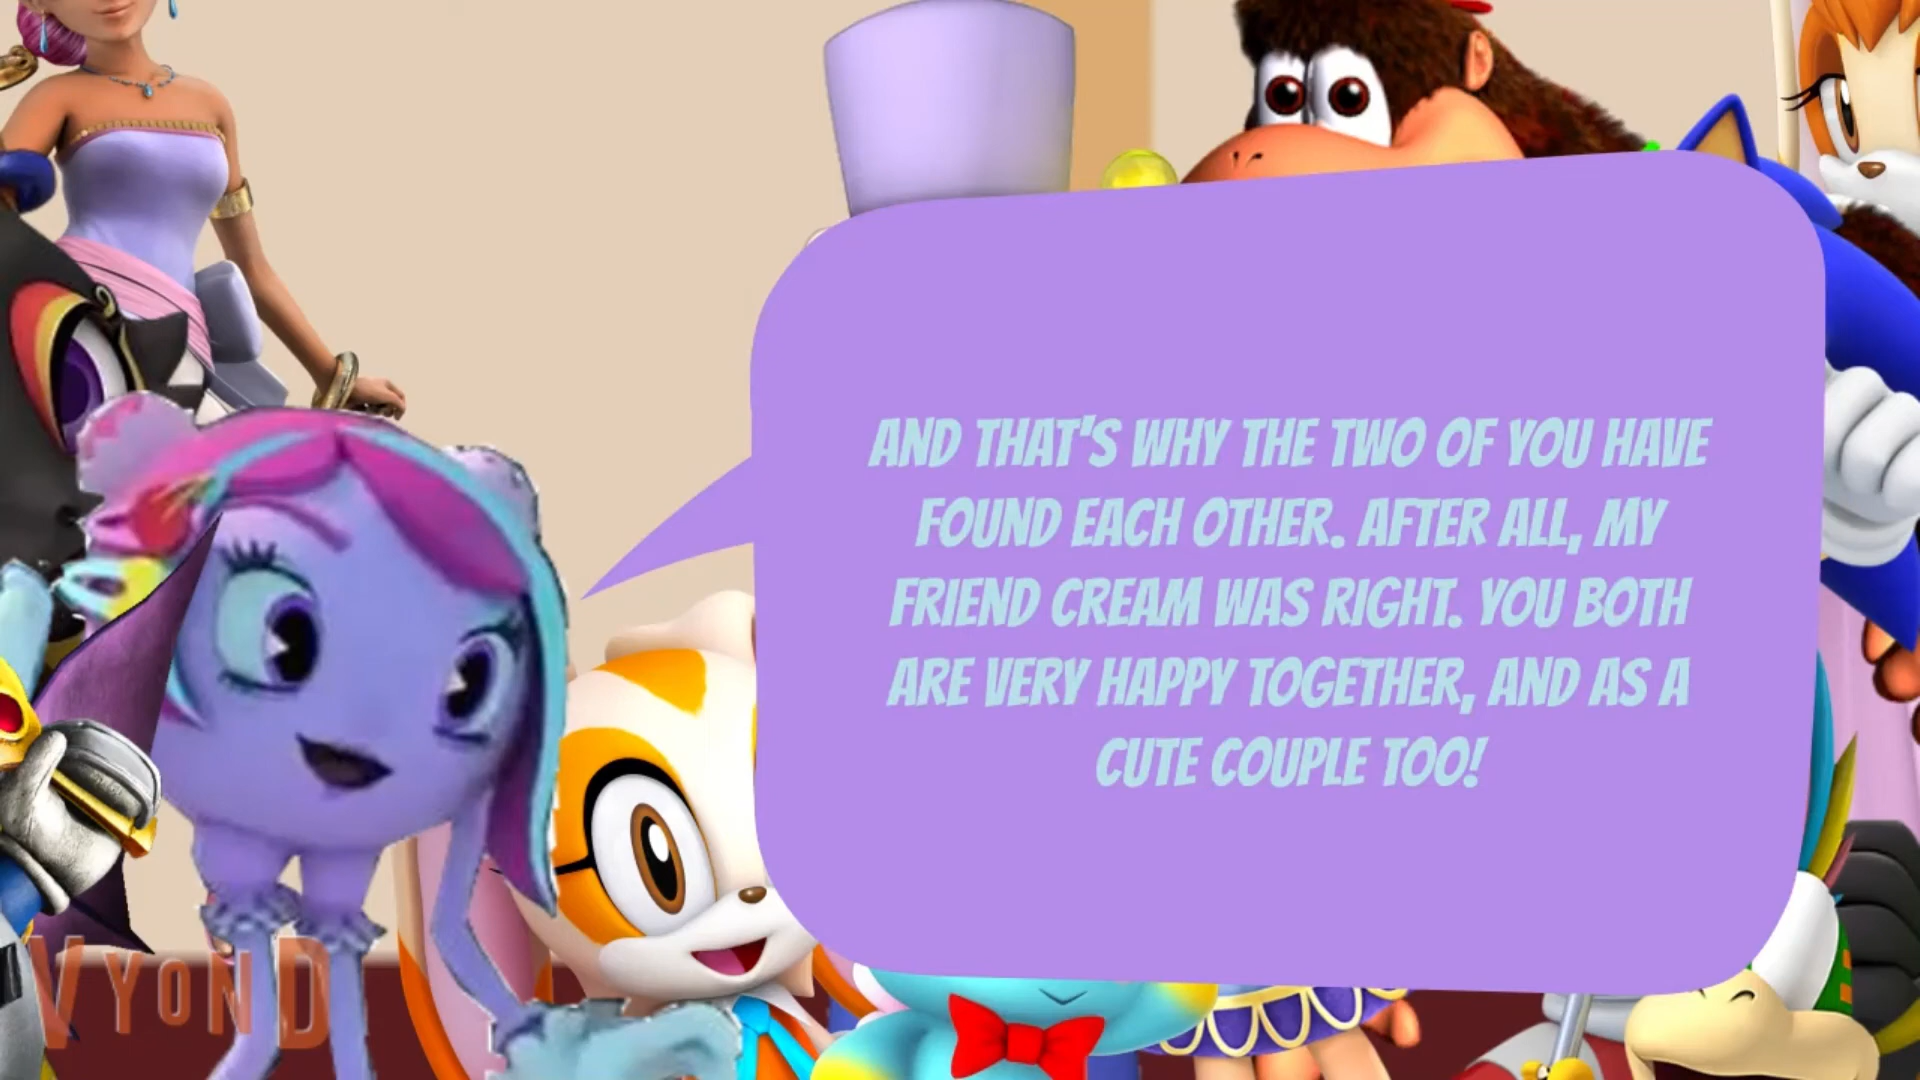 AND THAT'S WHY THE TWO OF YOU HAVE
FOUND EACH OTHER. AFTER ALL, MY
FRIEND CREAM WAS RIGHT. YOU BOTH
ARE VERY HAPPY TOGETHER, AND AS A
CUTE COUPLE TOO!
VYOND